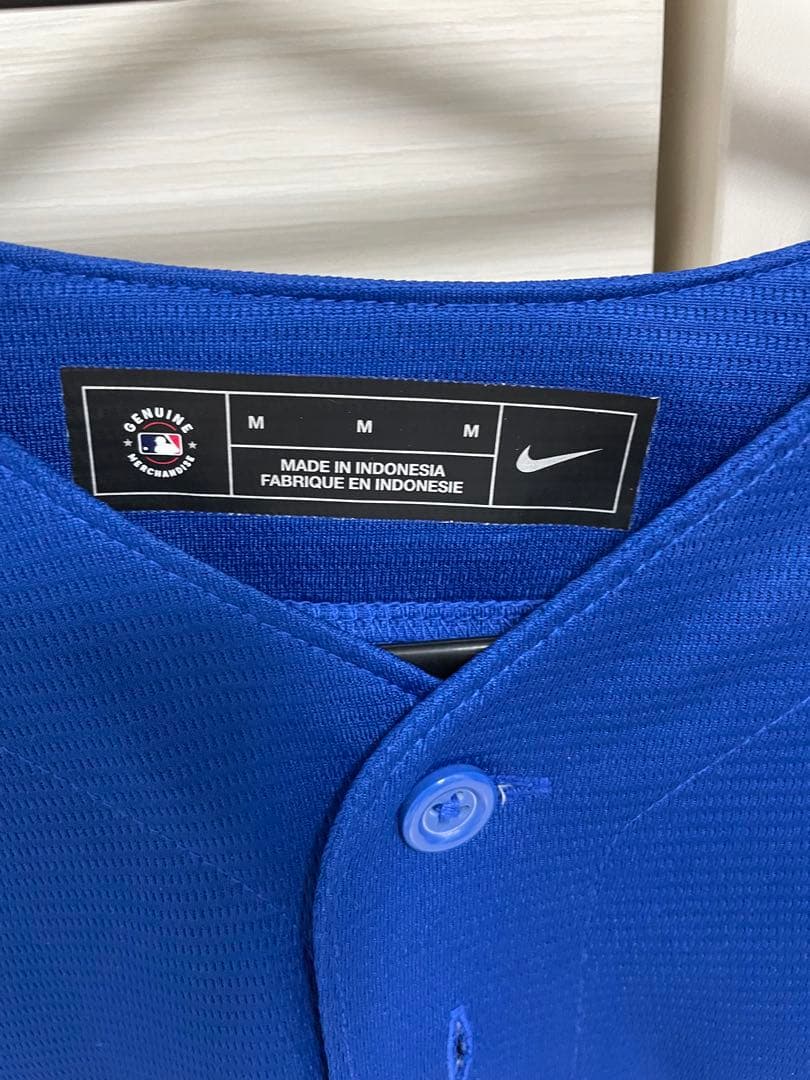 GENUINE
MERCHANDISE
M M M
MADE IN INDONESIA
FABRIQUE EN INDONESIE